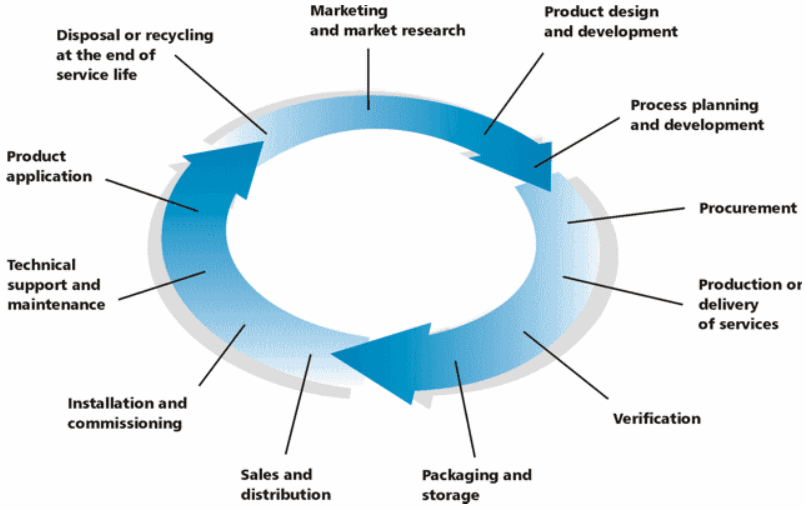 Marketing
and market research
Product design
and development
Process planning
and development
Procurement
Production or
delivery
of services
Verification
Packaging and
storage
Sales and
distribution
Installation and
commissioning
Technical
support and
maintenance
Product
application
Disposal or recycling
at the end of
service life